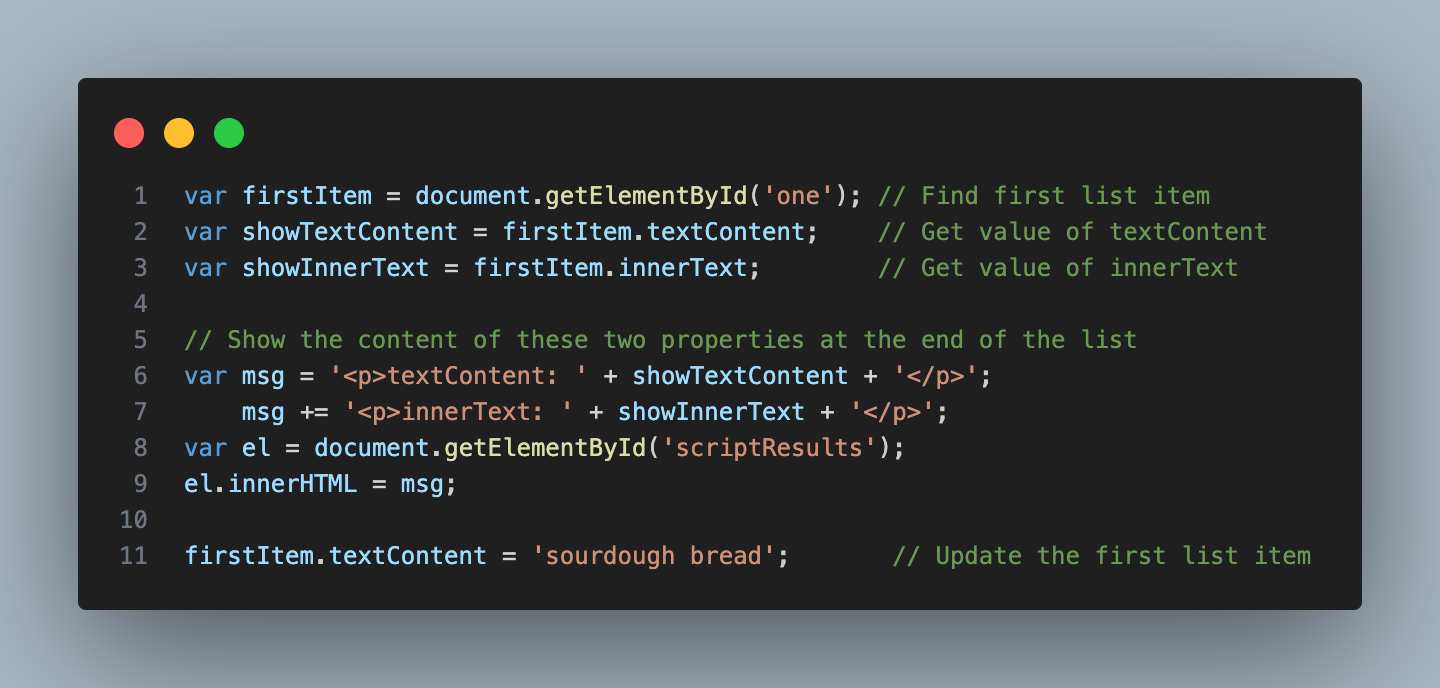 1 var firstItem = document.getElementById('one'); // Find first list item
2 var showTextContent = firstItem.textContent;    // Get value of textContent
3 var showInnerText = firstItem.innerText;        // Get value of innerText
4
5 // Show the content of these two properties at the end of the list
6 var msg = '<p>textContent: ' + showTextContent + '</p>';
7     msg += '<p>innerText: ' + showInnerText + '</p>';
8 var el = document.getElementById('scriptResults');
9 el.innerHTML = msg;
10
11 firstItem.textContent = 'sourdough bread';       // Update the first list item